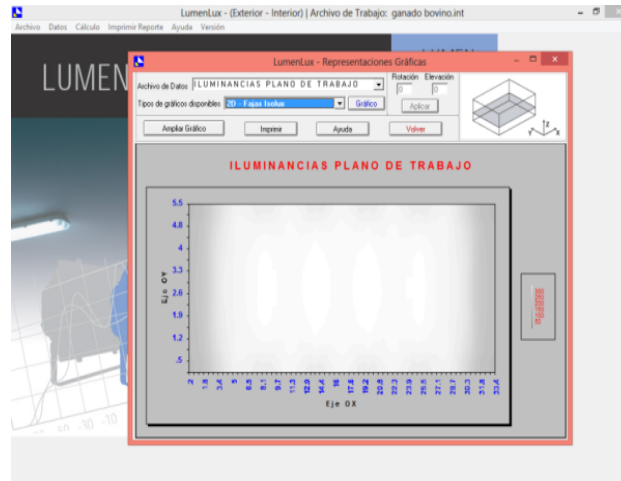 LumenLux - (Exterior - Interior) | Archivo de Trabajo: ganado bovino.int
Archivo Datos Cálculo Imprimir Reporte Ayuda Versión
LUMEN
LumenLux - Representaciones Gráficas
Archivo de Datos ILUMINANCIAS PLANO DE TRABAJO
Rotación Elevación
0 0
Tipos de gráficos disponibles 2D - Fajas Isolux Gráfico Aplicar
Ampliar Gráfico Imprimir Ayuda Volver
z
y x
ILUMINANCIAS PLANO DE TRABAJO
5.5
4.8
4
3.3
2.6
1.9
1.2
.5
Eje OY
.2 1.8 3.4 5 6.5 8.1 9.7 11.3 12.9 14.4 16 17.6 19.2 20.8 22.3 23.9 25.5 27.1 28.7 30.3 31.8 33.4
Eje OX
-30 -10